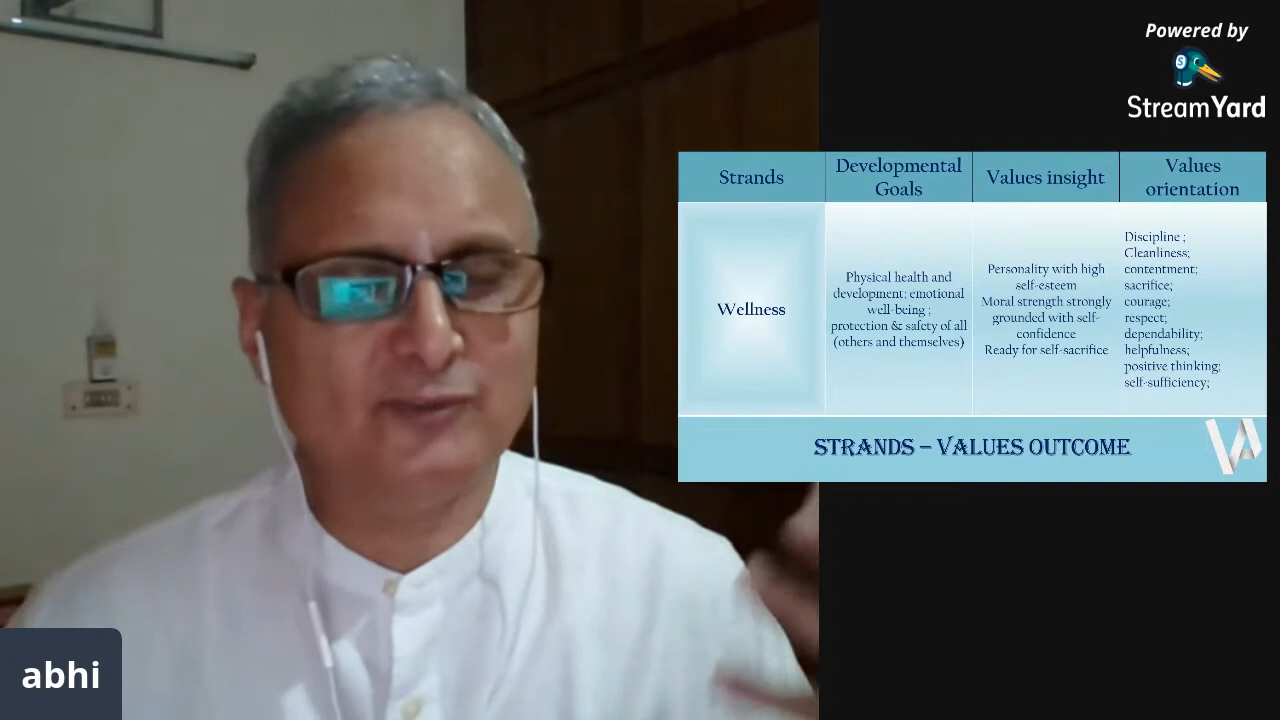 Powered by
StreamYard
Strands
Developmental
Goals
Values insight
Values
orientation
Wellness
Physical health and
development; emotional
well-being ;
protection & safety of all
(others and themselves)
Personality with high
self-esteem
Moral strength strongly
grounded with self-
confidence
Ready for self-sacrifice
Discipline ;
Cleanliness;
contentment;
sacrifice;
courage;
respect;
dependability;
helpfulness;
positive thinking;
self-sufficiency;
STRANDS – VALUES OUTCOME
VA
abhi